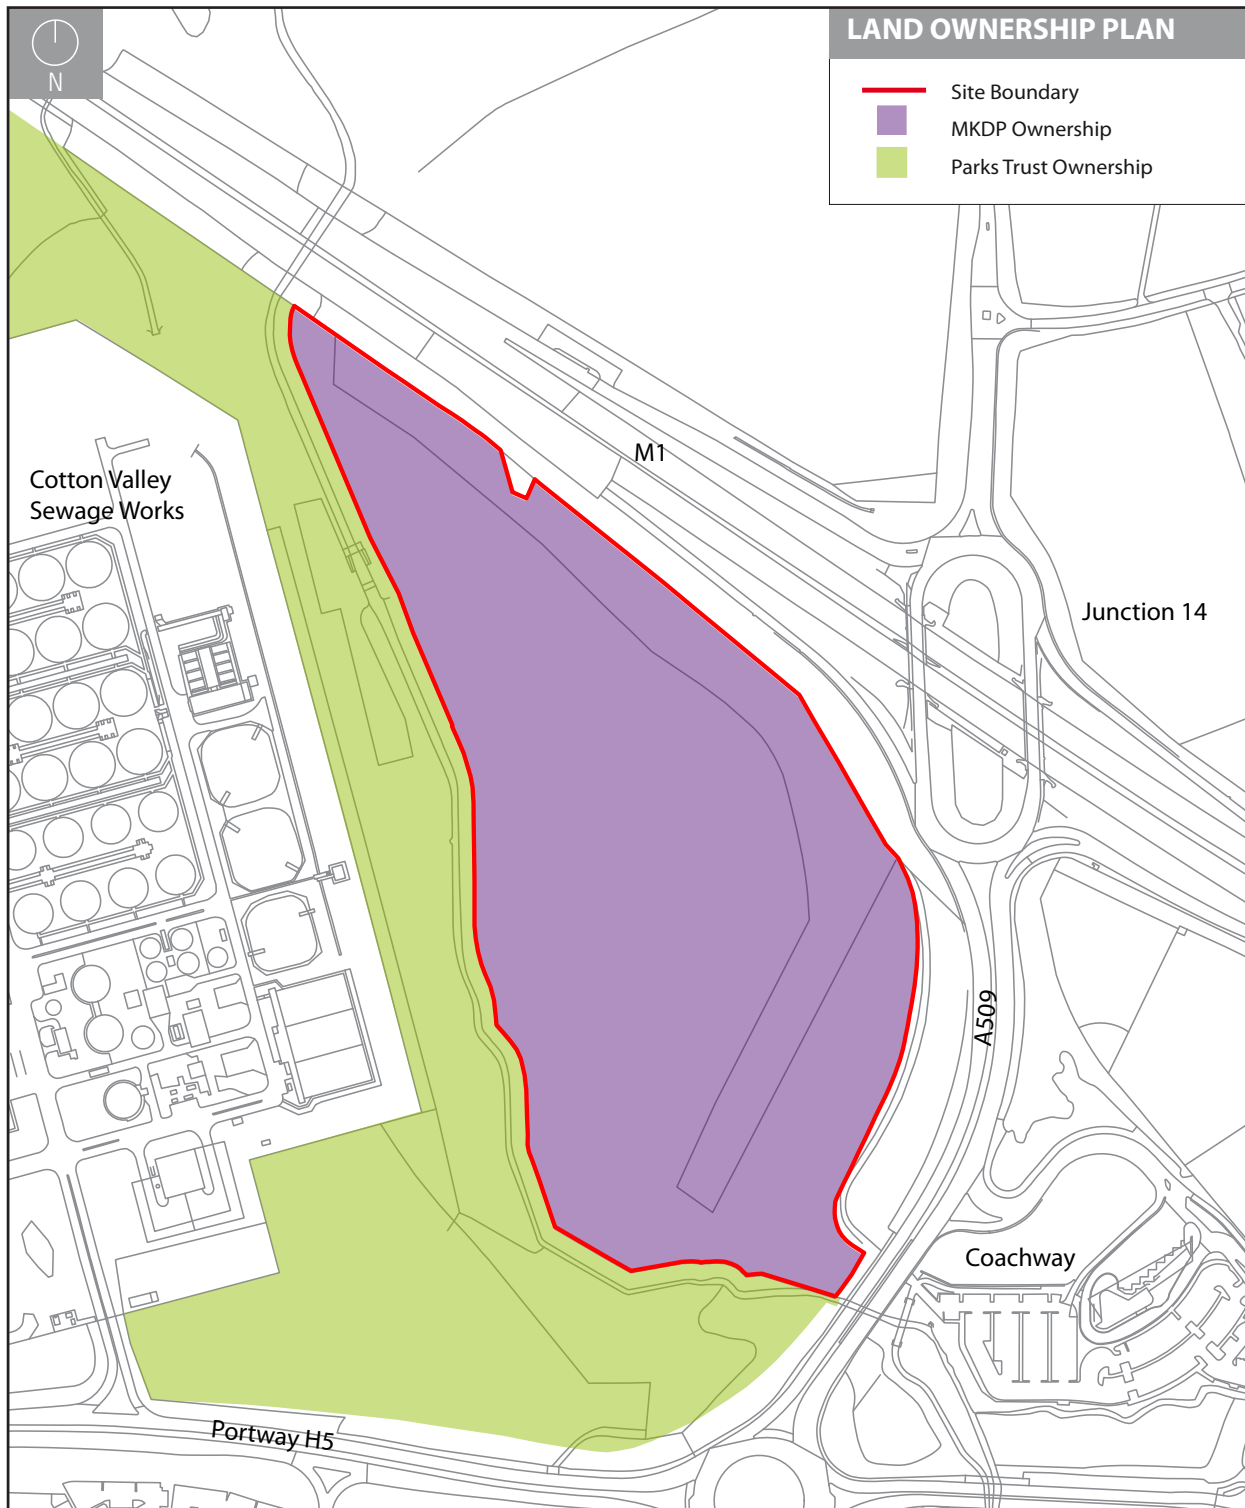 N
LAND OWNERSHIP PLAN
Site Boundary
MKDP Ownership
Parks Trust Ownership
M1
Cotton Valley
Sewage Works
Junction 14
A509
Coachway
Portway H5